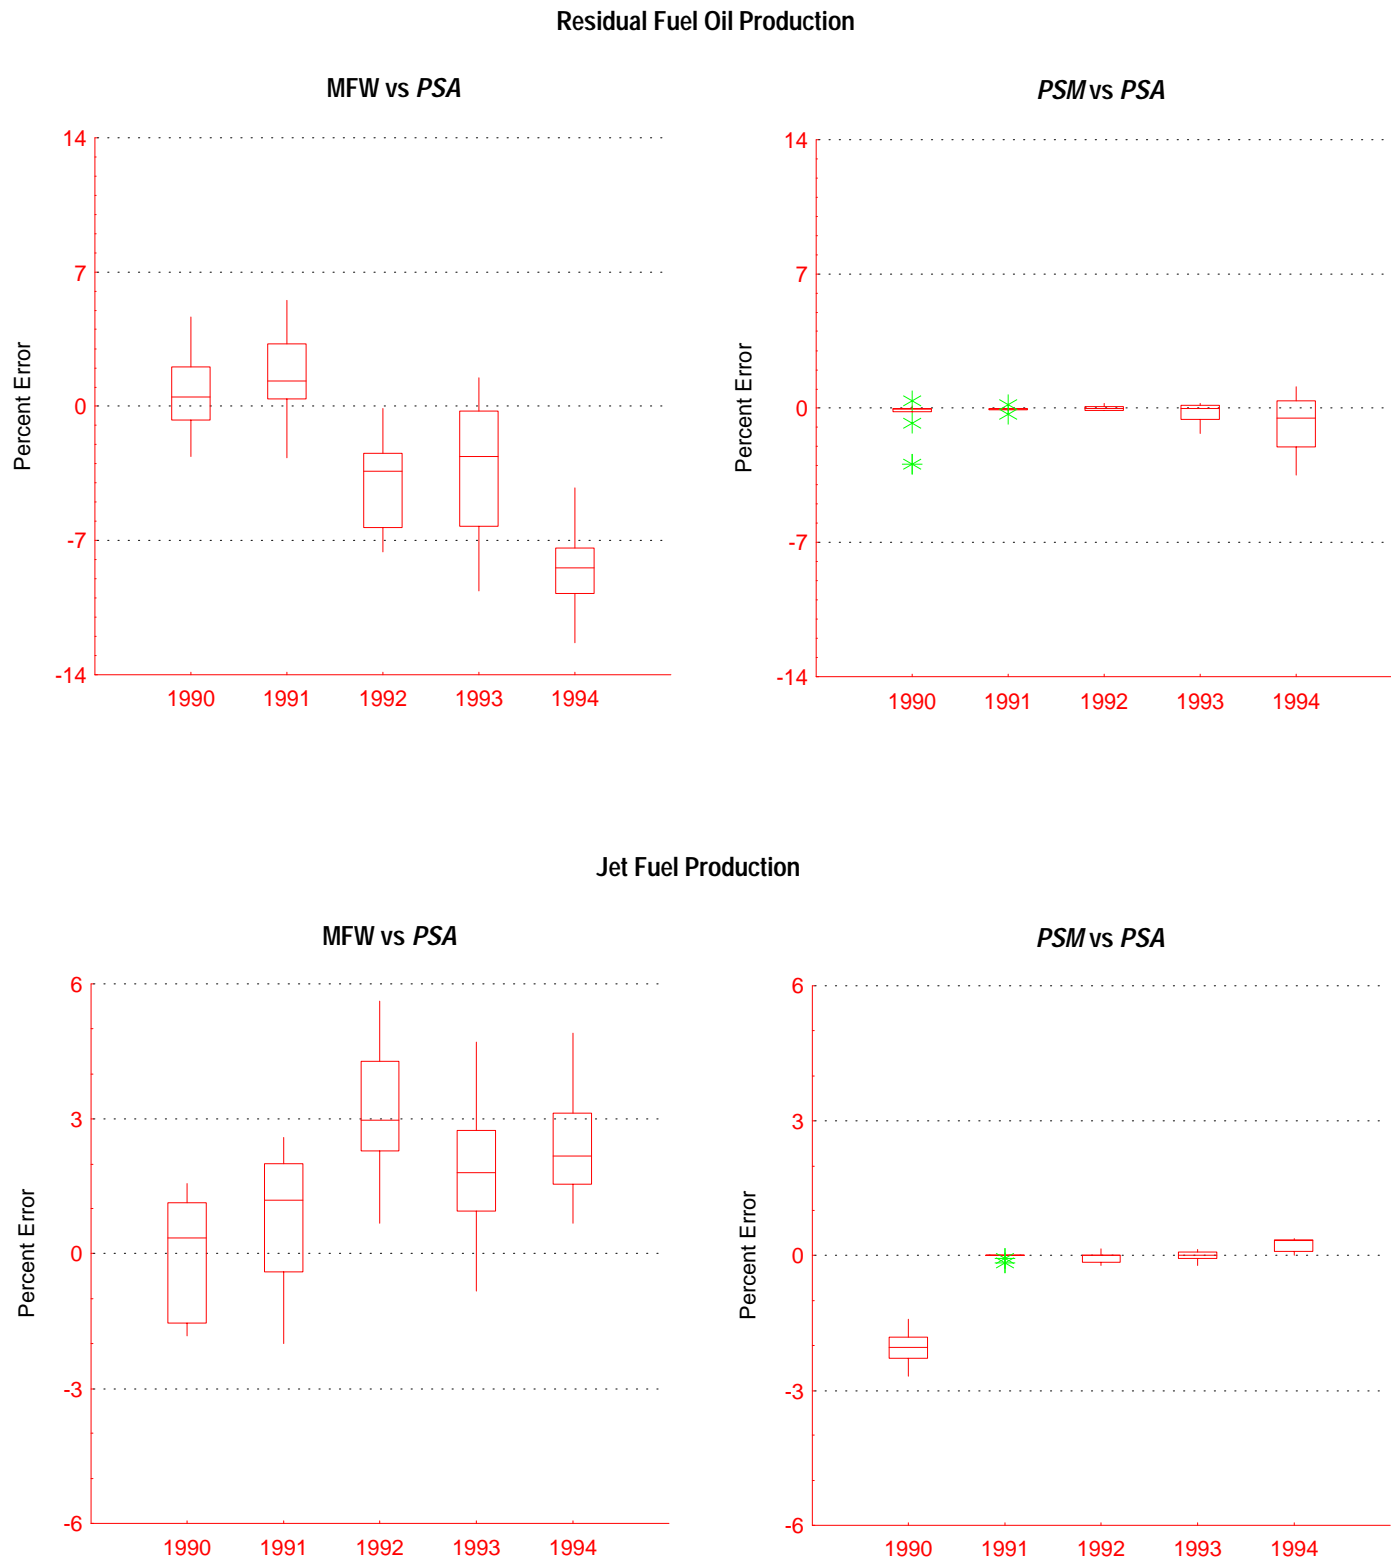 Residual Fuel Oil Production
MFW vs PSA
PSM vs PSA
14
7
0
-7
-14
Percent Error
1990 1991 1992 1993 1994
14
7
0
-7
-14
Percent Error
1990 1991 1992 1993 1994
Jet Fuel Production
MFW vs PSA
PSM vs PSA
6
3
0
-3
-6
Percent Error
1990 1991 1992 1993 1994
6
3
0
-3
-6
Percent Error
1990 1991 1992 1993 1994